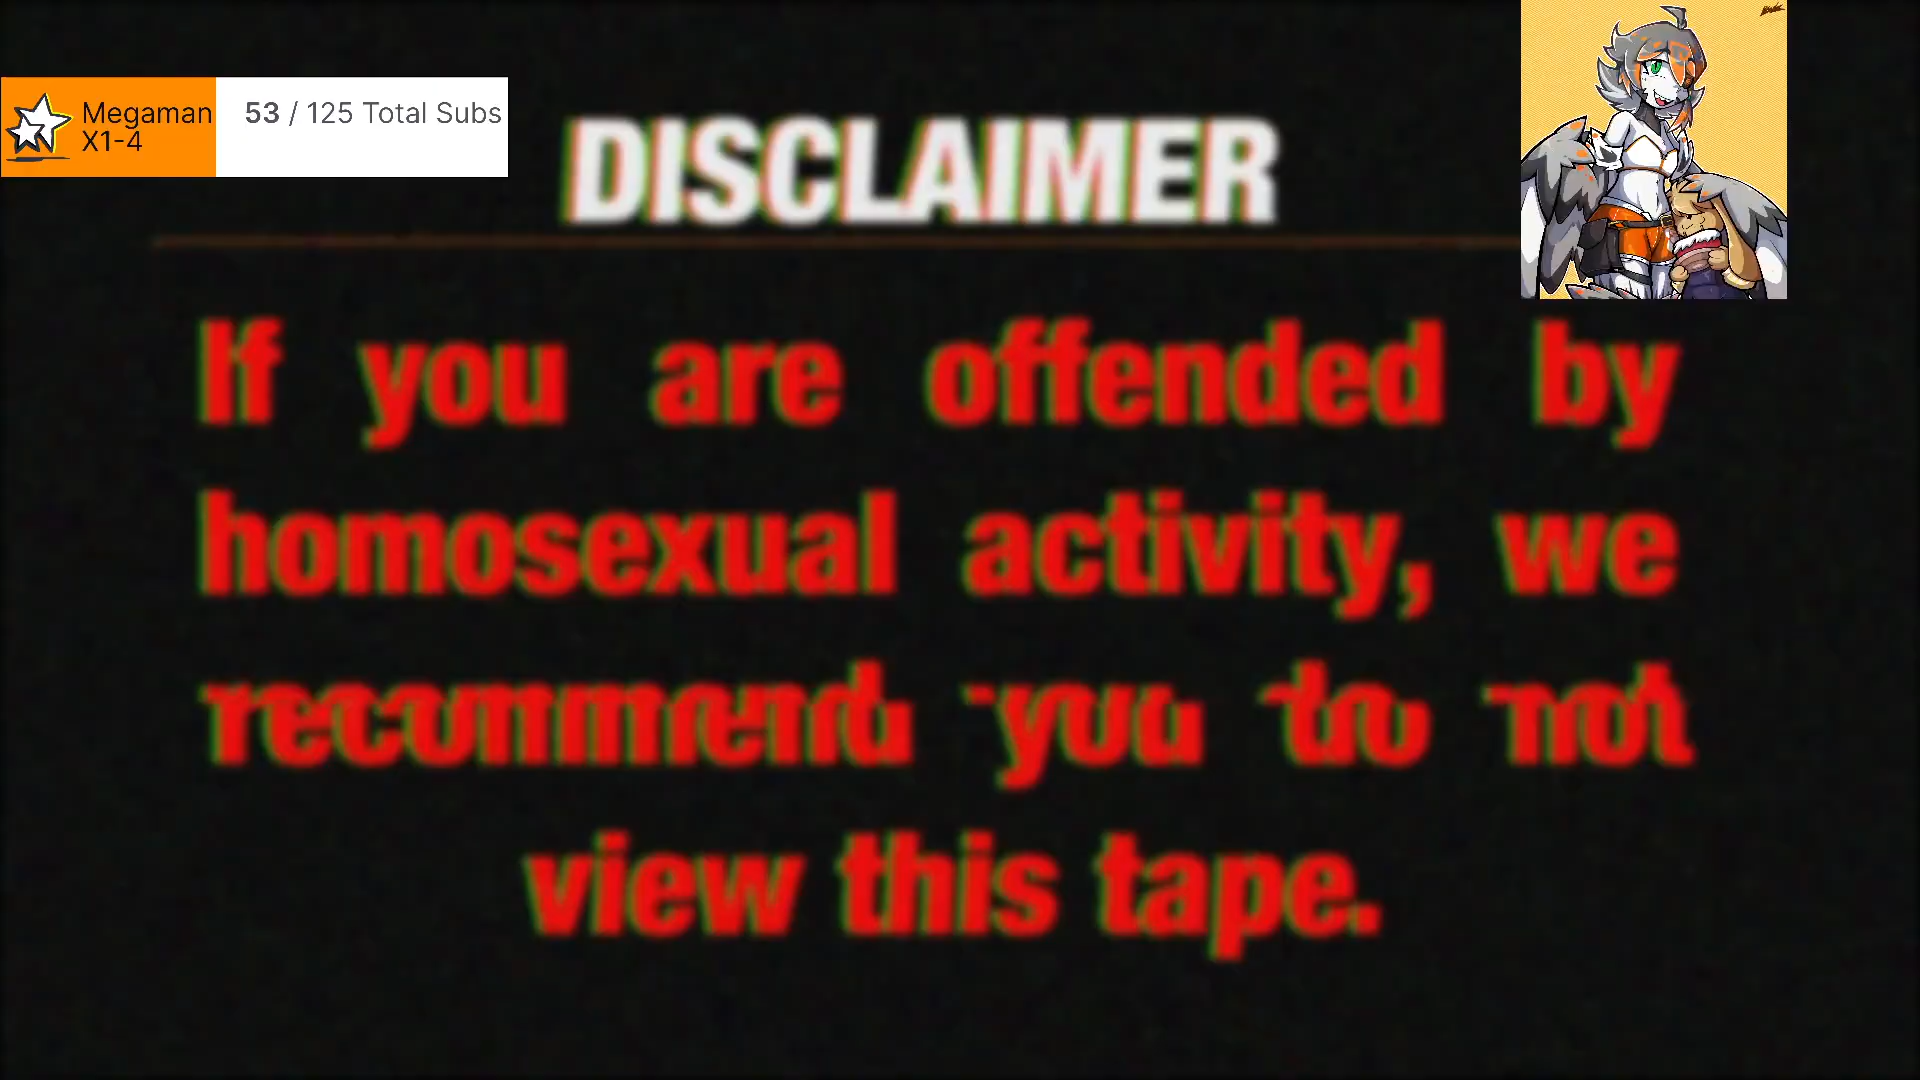 Megaman
X1-4
53 / 125 Total Subs
DISCLAIMER
If you are offended by
homosexual activity, we
recommend you do not
view this tape.